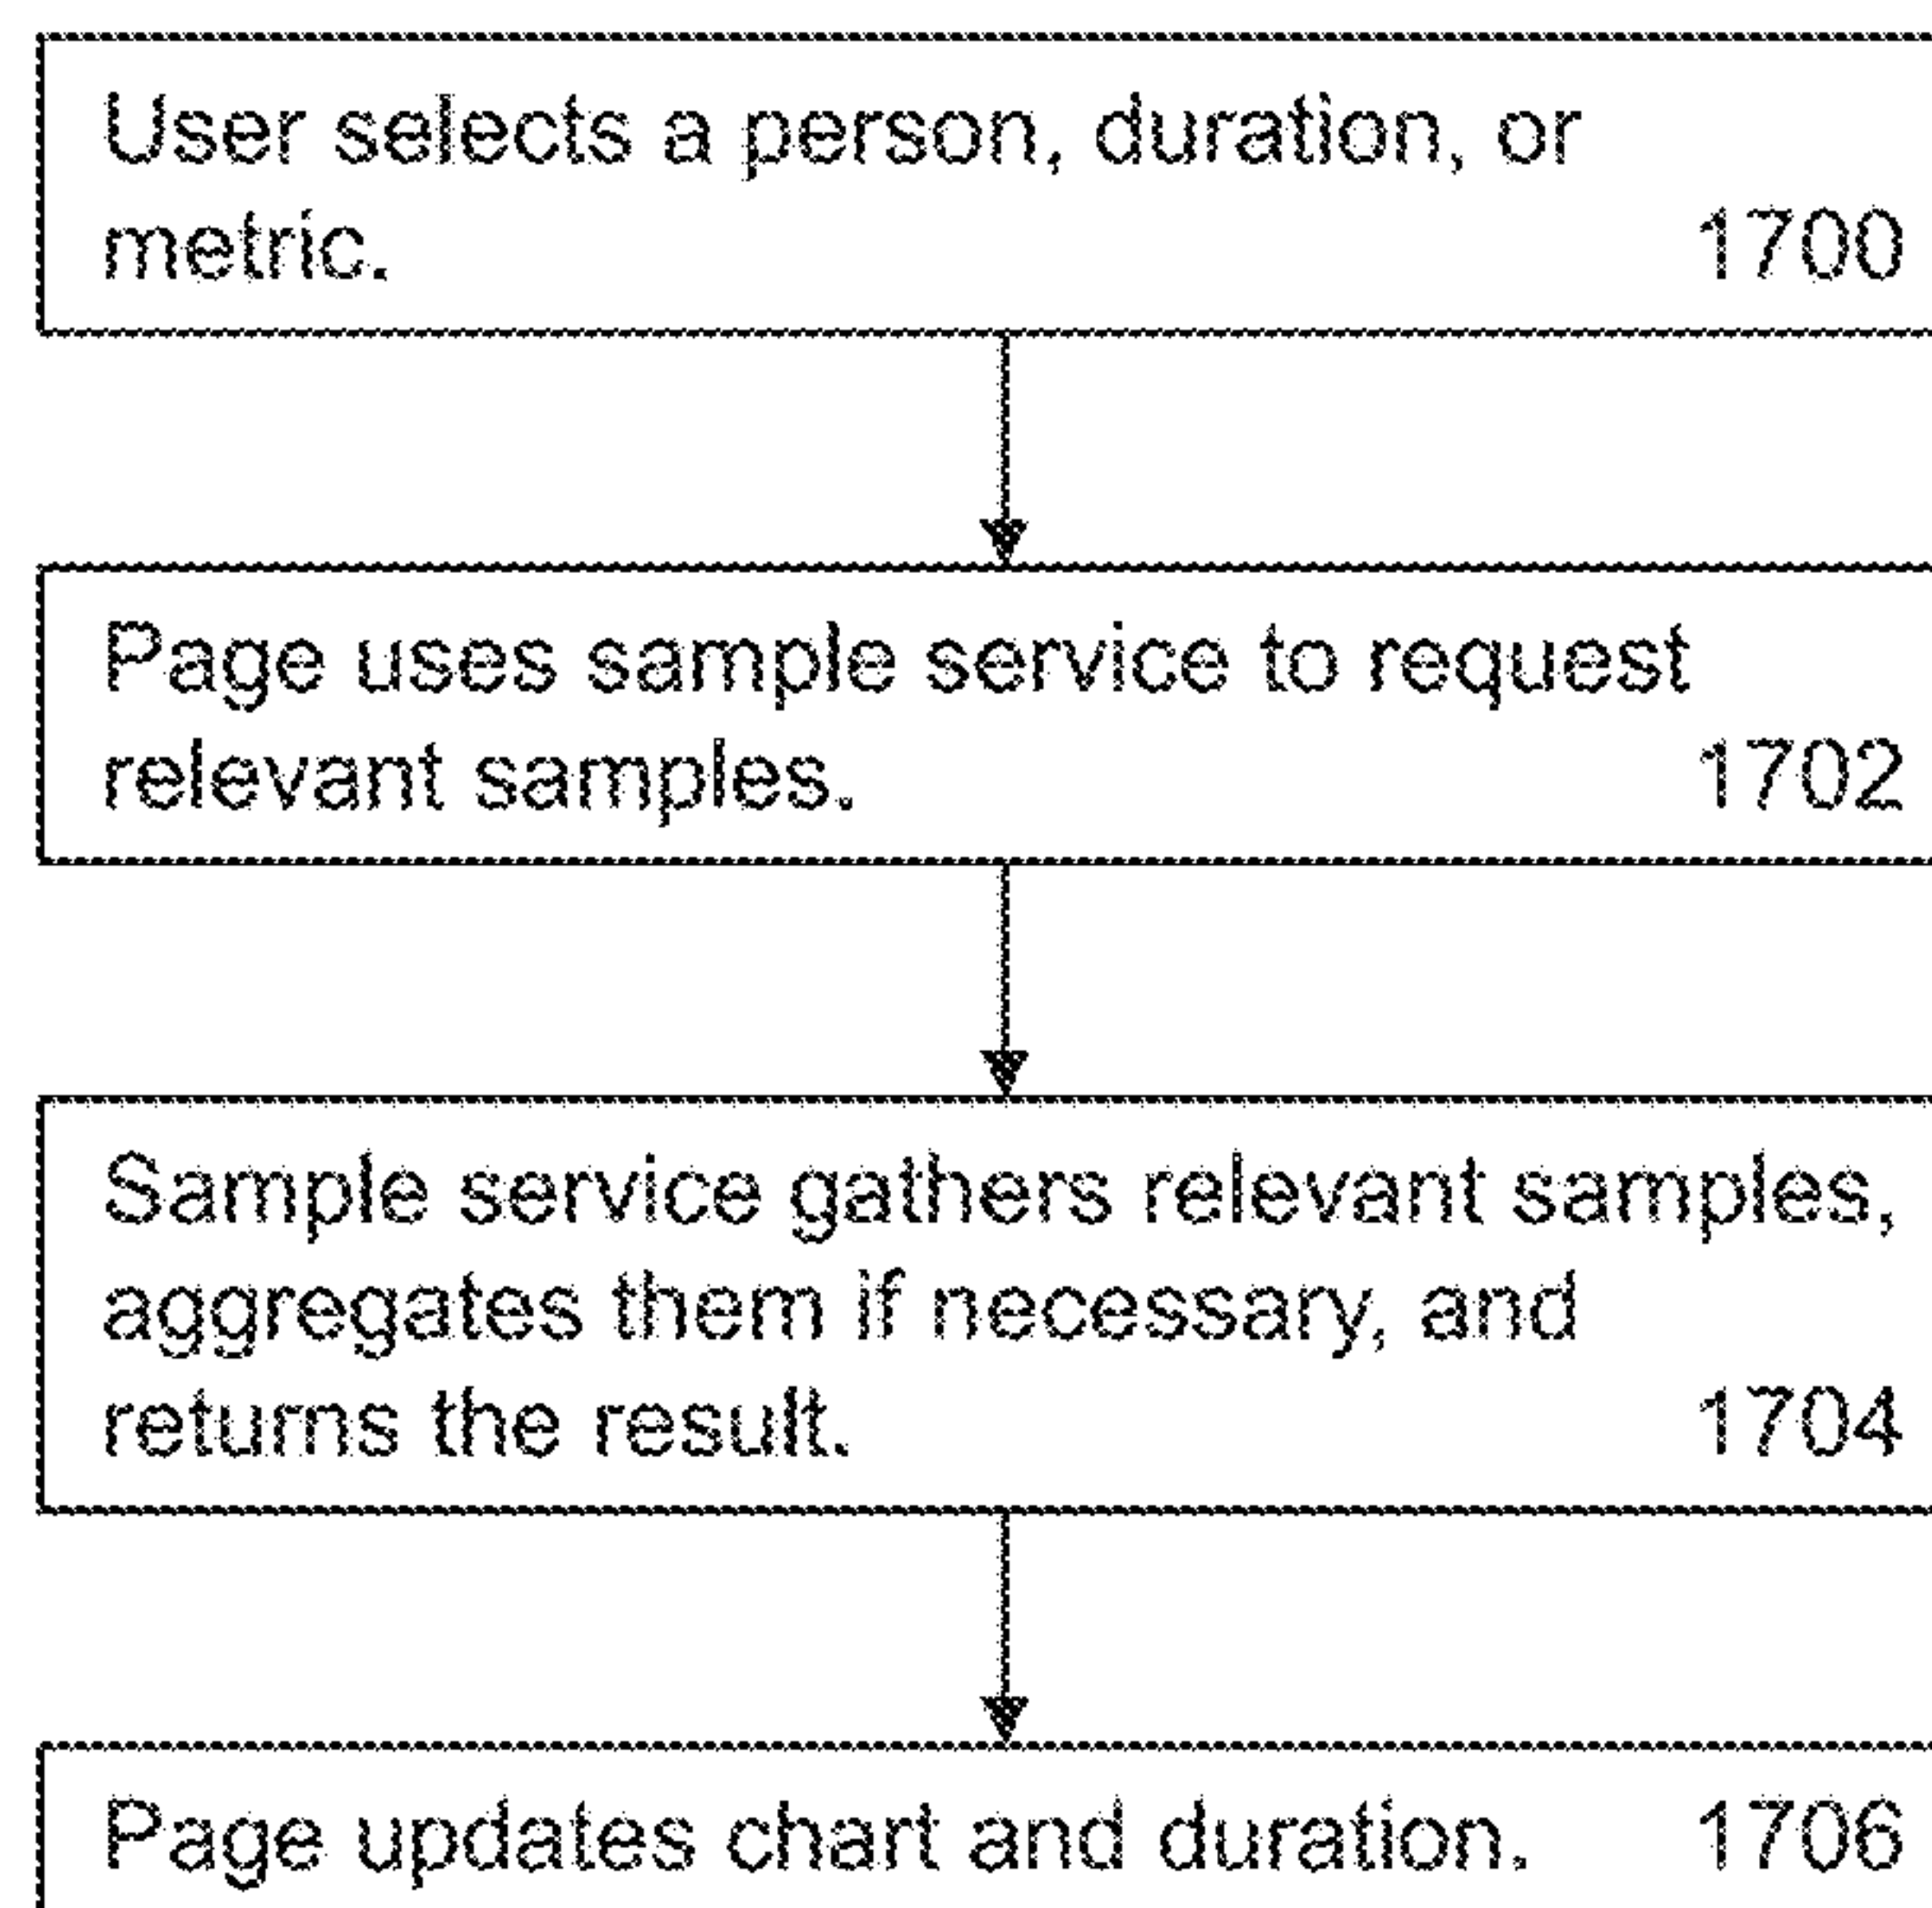 User selects a person, duration, or
metric. 1700
Page uses sample service to request
relevant samples. 1702
Sample service gathers relevant samples,
aggregates them if necessary, and
returns the result. 1704
Page updates chart and duration. 1706